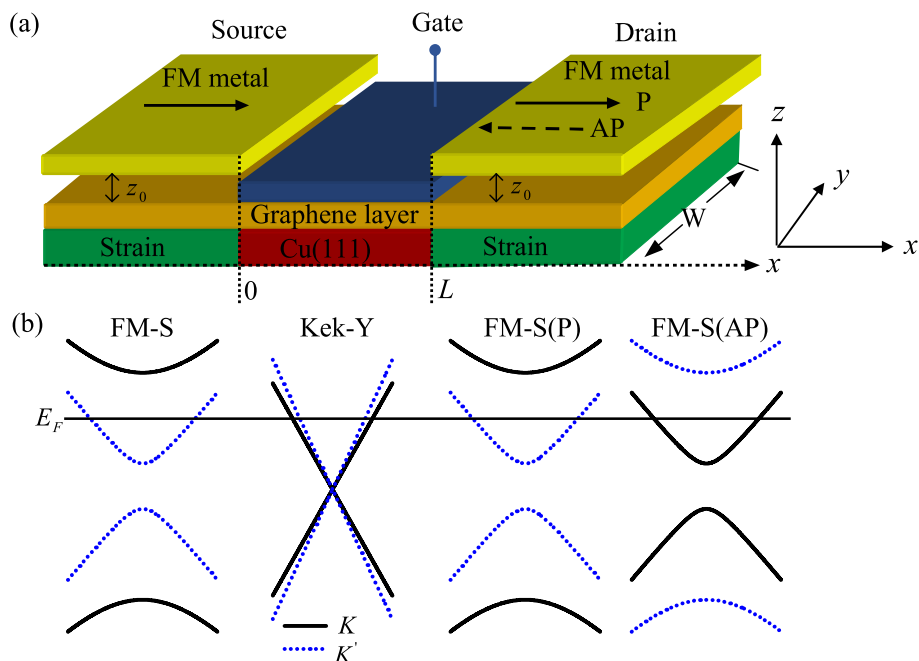 (a)
Source
Gate
Drain
FM metal
FM metal
P
AP
z₀
z₀
Graphene layer
Strain
Cu(111)
Strain
W
z
y
x
x
0
L
(b)
FM-S
Kek-Y
FM-S(P)
FM-S(AP)
E_F
K
K'